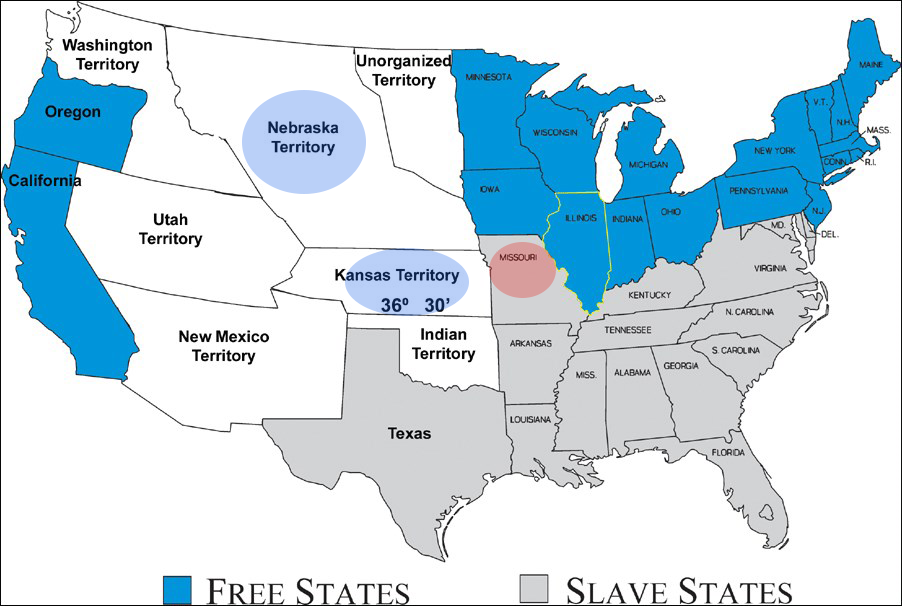 Washington
Territory
Unorganized
Territory
MINNESOTA
MAINE
Oregon
Nebraska
Territory
WISCONSIN
V.T.
N.H.
MASS.
NEW YORK
MICHIGAN
CONN.
R.I.
California
IOWA
PENNSYLVANIA
Utah
Territory
ILLINOIS
INDIANA
OHIO
N.J.
MD.
DEL.
MISSOURI
Kansas Territory
36º 30’
VIRGINIA
KENTUCKY
New Mexico
Territory
Indian
Territory
N. CAROLINA
TENNESSEE
ARKANSAS
S. CAROLINA
MISS.
ALABAMA
GEORGIA
LOUISIANA
Texas
FLORIDA
FREE STATES
SLAVE STATES